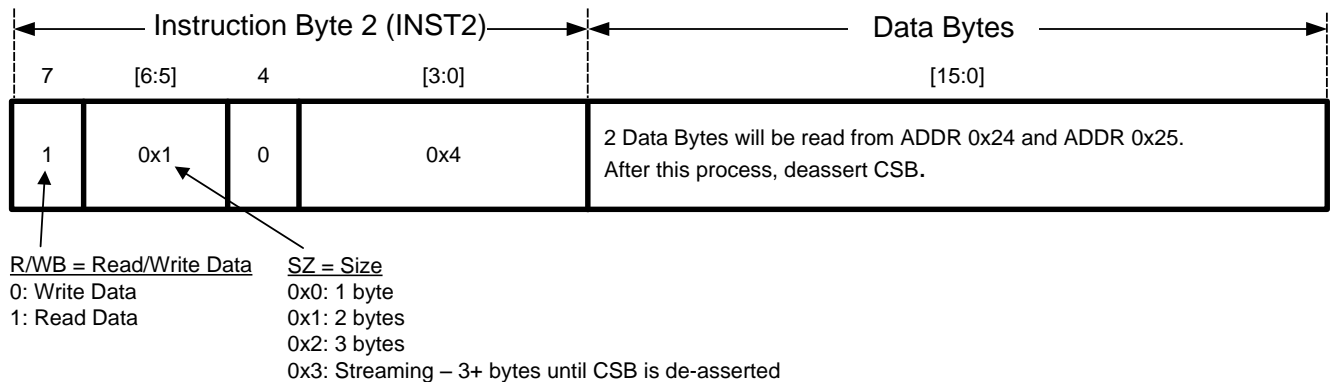 Instruction Byte 2 (INST2) Data Bytes
7 [6:5] 4 [3:0] [15:0]
1 0x1 0 0x4
2 Data Bytes will be read from ADDR 0x24 and ADDR 0x25.
After this process, deassert CSB.
R/WB = Read/Write Data
0: Write Data
1: Read Data
SZ = Size
0x0: 1 byte
0x1: 2 bytes
0x2: 3 bytes
0x3: Streaming – 3+ bytes until CSB is de-asserted